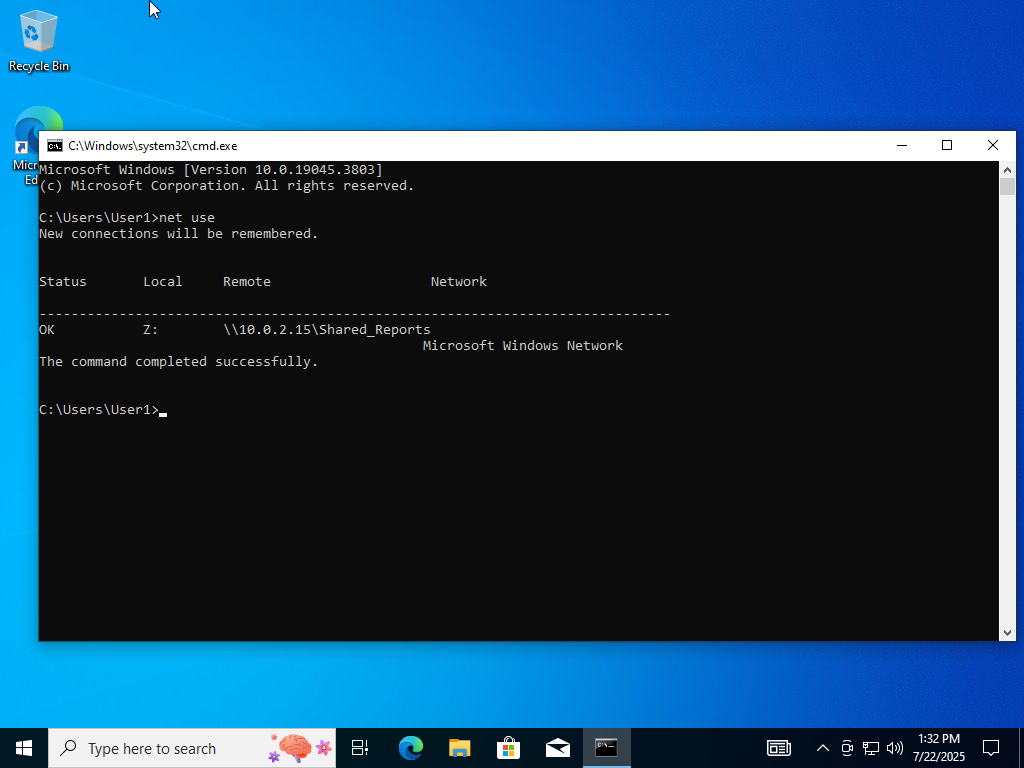 Recycle Bin
Micr
Ed
C:\Windows\system32\cmd.exe
Microsoft Windows [Version 10.0.19045.3803]
(c) Microsoft Corporation. All rights reserved.
C:\Users\User1>net use
New connections will be remembered.
Status Local Remote Network
-------------------------------------------------------------------------------
OK Z: \\10.0.2.15\Shared_Reports
Microsoft Windows Network
The command completed successfully.
C:\Users\User1>
Type here to search
1:32 PM
7/22/2025